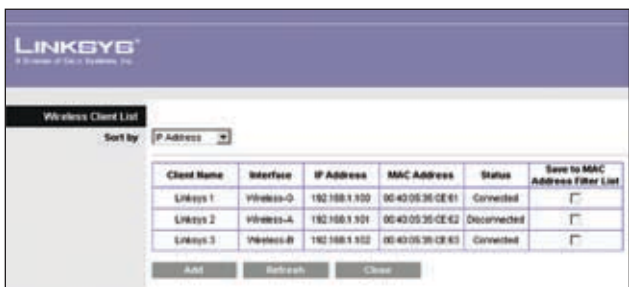 LINKSYS®
A Division of Cisco Systems, Inc.
Wireless Client List
Sort by IP Address
Client Name Interface IP Address MAC Address Status Save to MAC Address Filter List
Linksys 1 Wireless-G 192.168.1.100 00:40:05:35:CE:61 Connected
Linksys 2 Wireless-A 192.168.1.101 00:40:05:35:CE:62 Disconnected
Linksys 3 Wireless-B 192.168.1.102 00:40:05:35:CE:63 Connected
Add Refresh Close